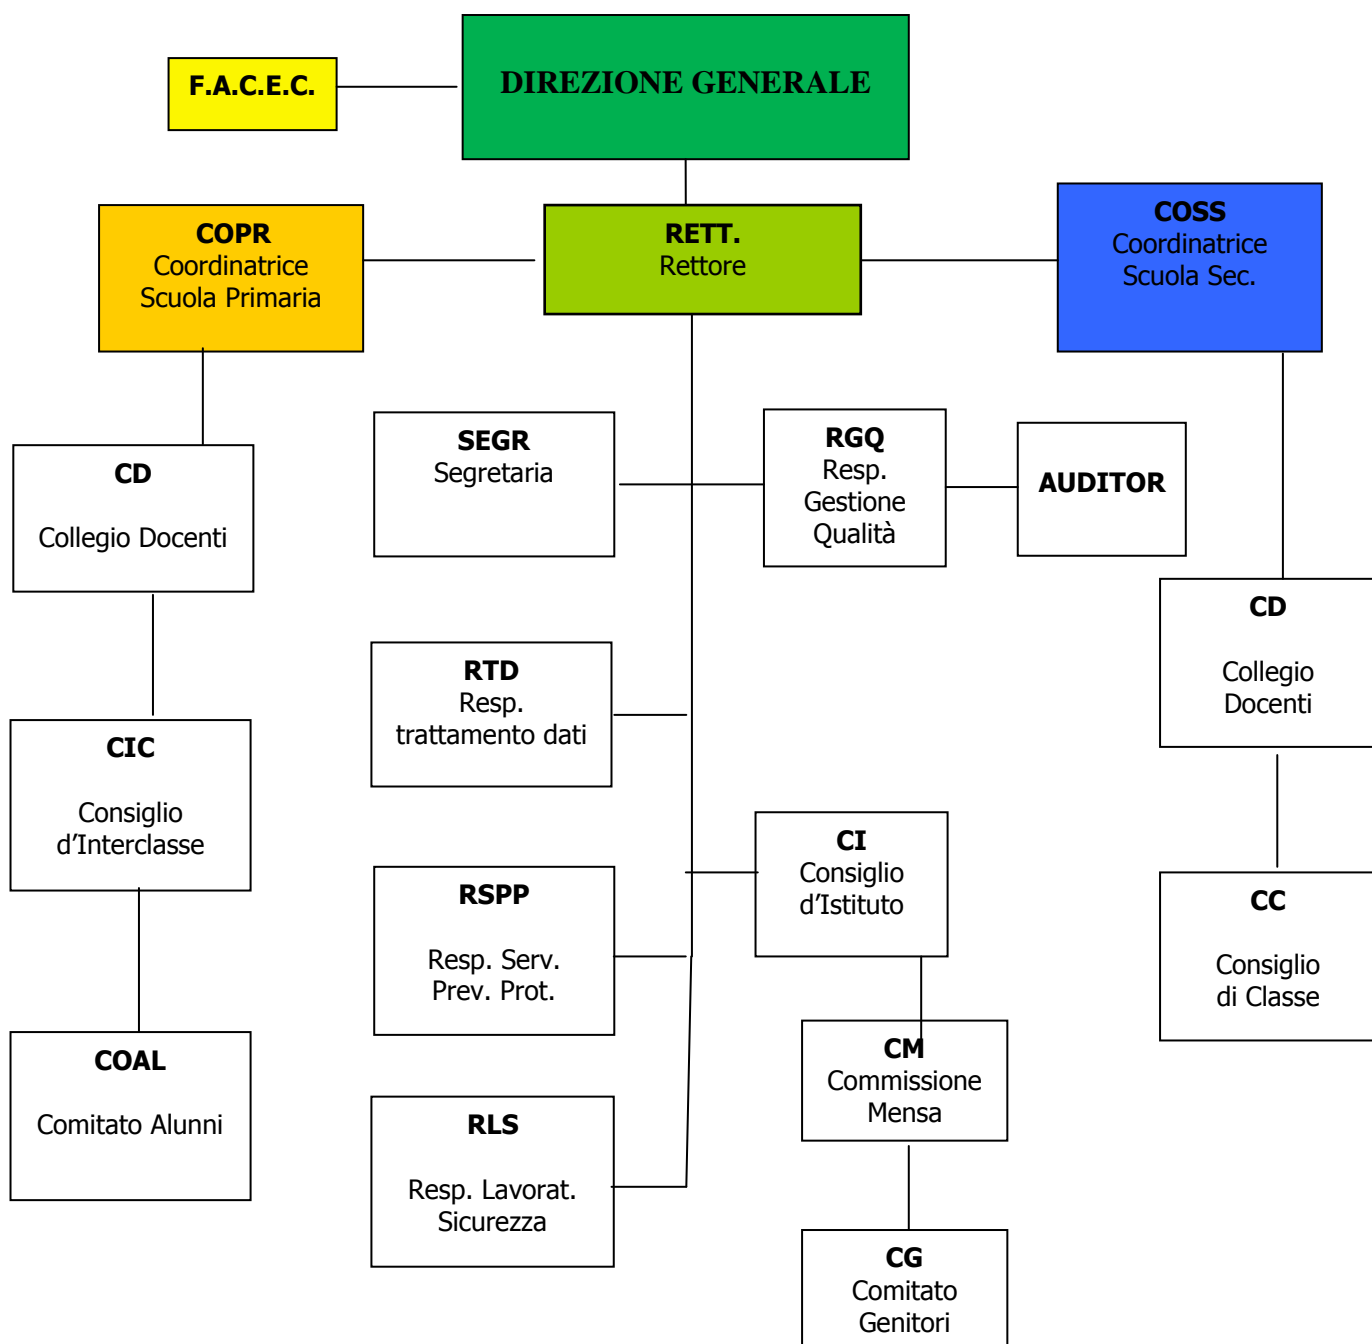 F.A.C.E.C.
DIREZIONE GENERALE
COPR
Coordinatrice
Scuola Primaria
RETT.
Rettore
COSS
Coordinatrice
Scuola Sec.
SEGR
Segretaria
RGQ
Resp.
Gestione
Qualità
AUDITOR
CD
Collegio Docenti
CD
Collegio
Docenti
RTD
Resp.
trattamento dati
CIC
Consiglio
d’Interclasse
CI
Consiglio
d’Istituto
RSPP
Resp. Serv.
Prev. Prot.
CC
Consiglio
di Classe
COAL
Comitato Alunni
CM
Commissione
Mensa
RLS
Resp. Lavorat.
Sicurezza
CG
Comitato
Genitori